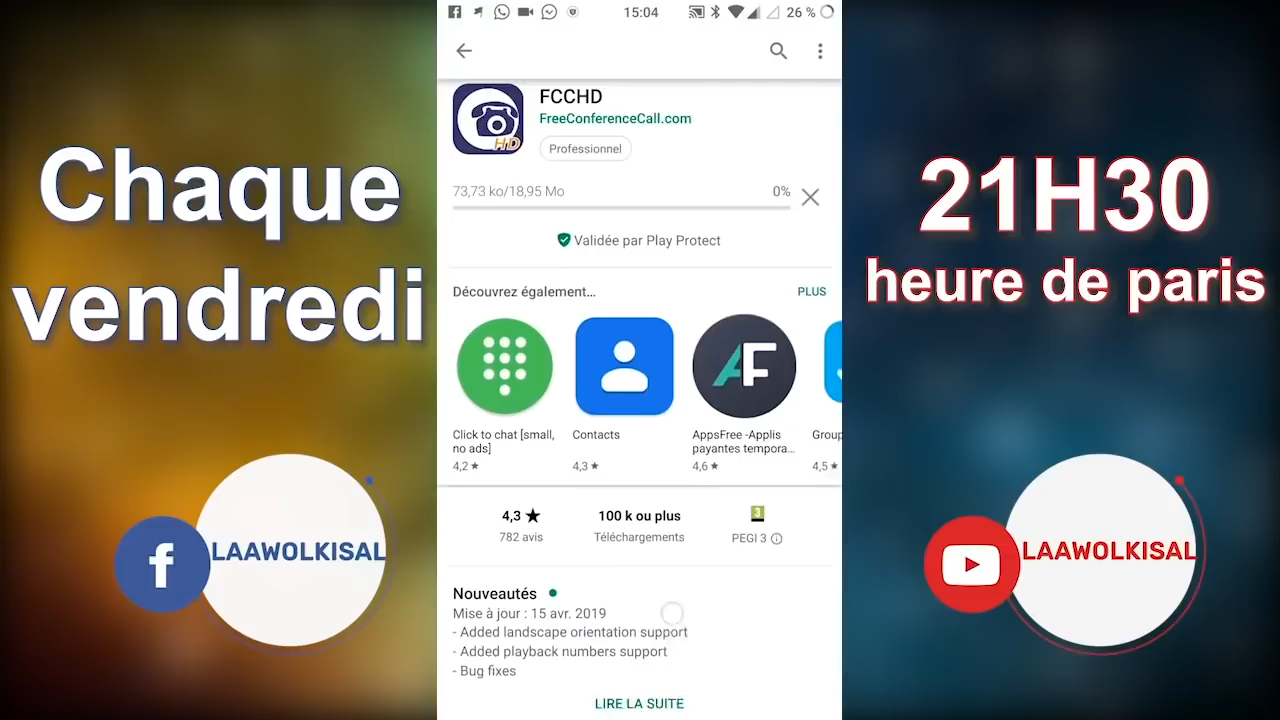 Chaque
vendredi
LAAWOLKISAL
15:04
26 %
FCCHD
FreeConferenceCall.com
HD
Professionnel
73,73 ko/18,95 Mo
0%
Validée par Play Protect
Découvrez également…
PLUS
AF
Click to chat [small,
no ads]
4,2★
Contacts
4,3★
AppsFree -Applis
payantes tempora…
4,6★
Group
4,5★
4,3 ★
782 avis
100 k ou plus
Téléchargements
3
PEGI 3
Nouveautés
Mise à jour : 15 avr. 2019
- Added landscape orientation support
- Added playback numbers support
- Bug fixes
LIRE LA SUITE
21H30
heure de paris
LAAWOLKISAL